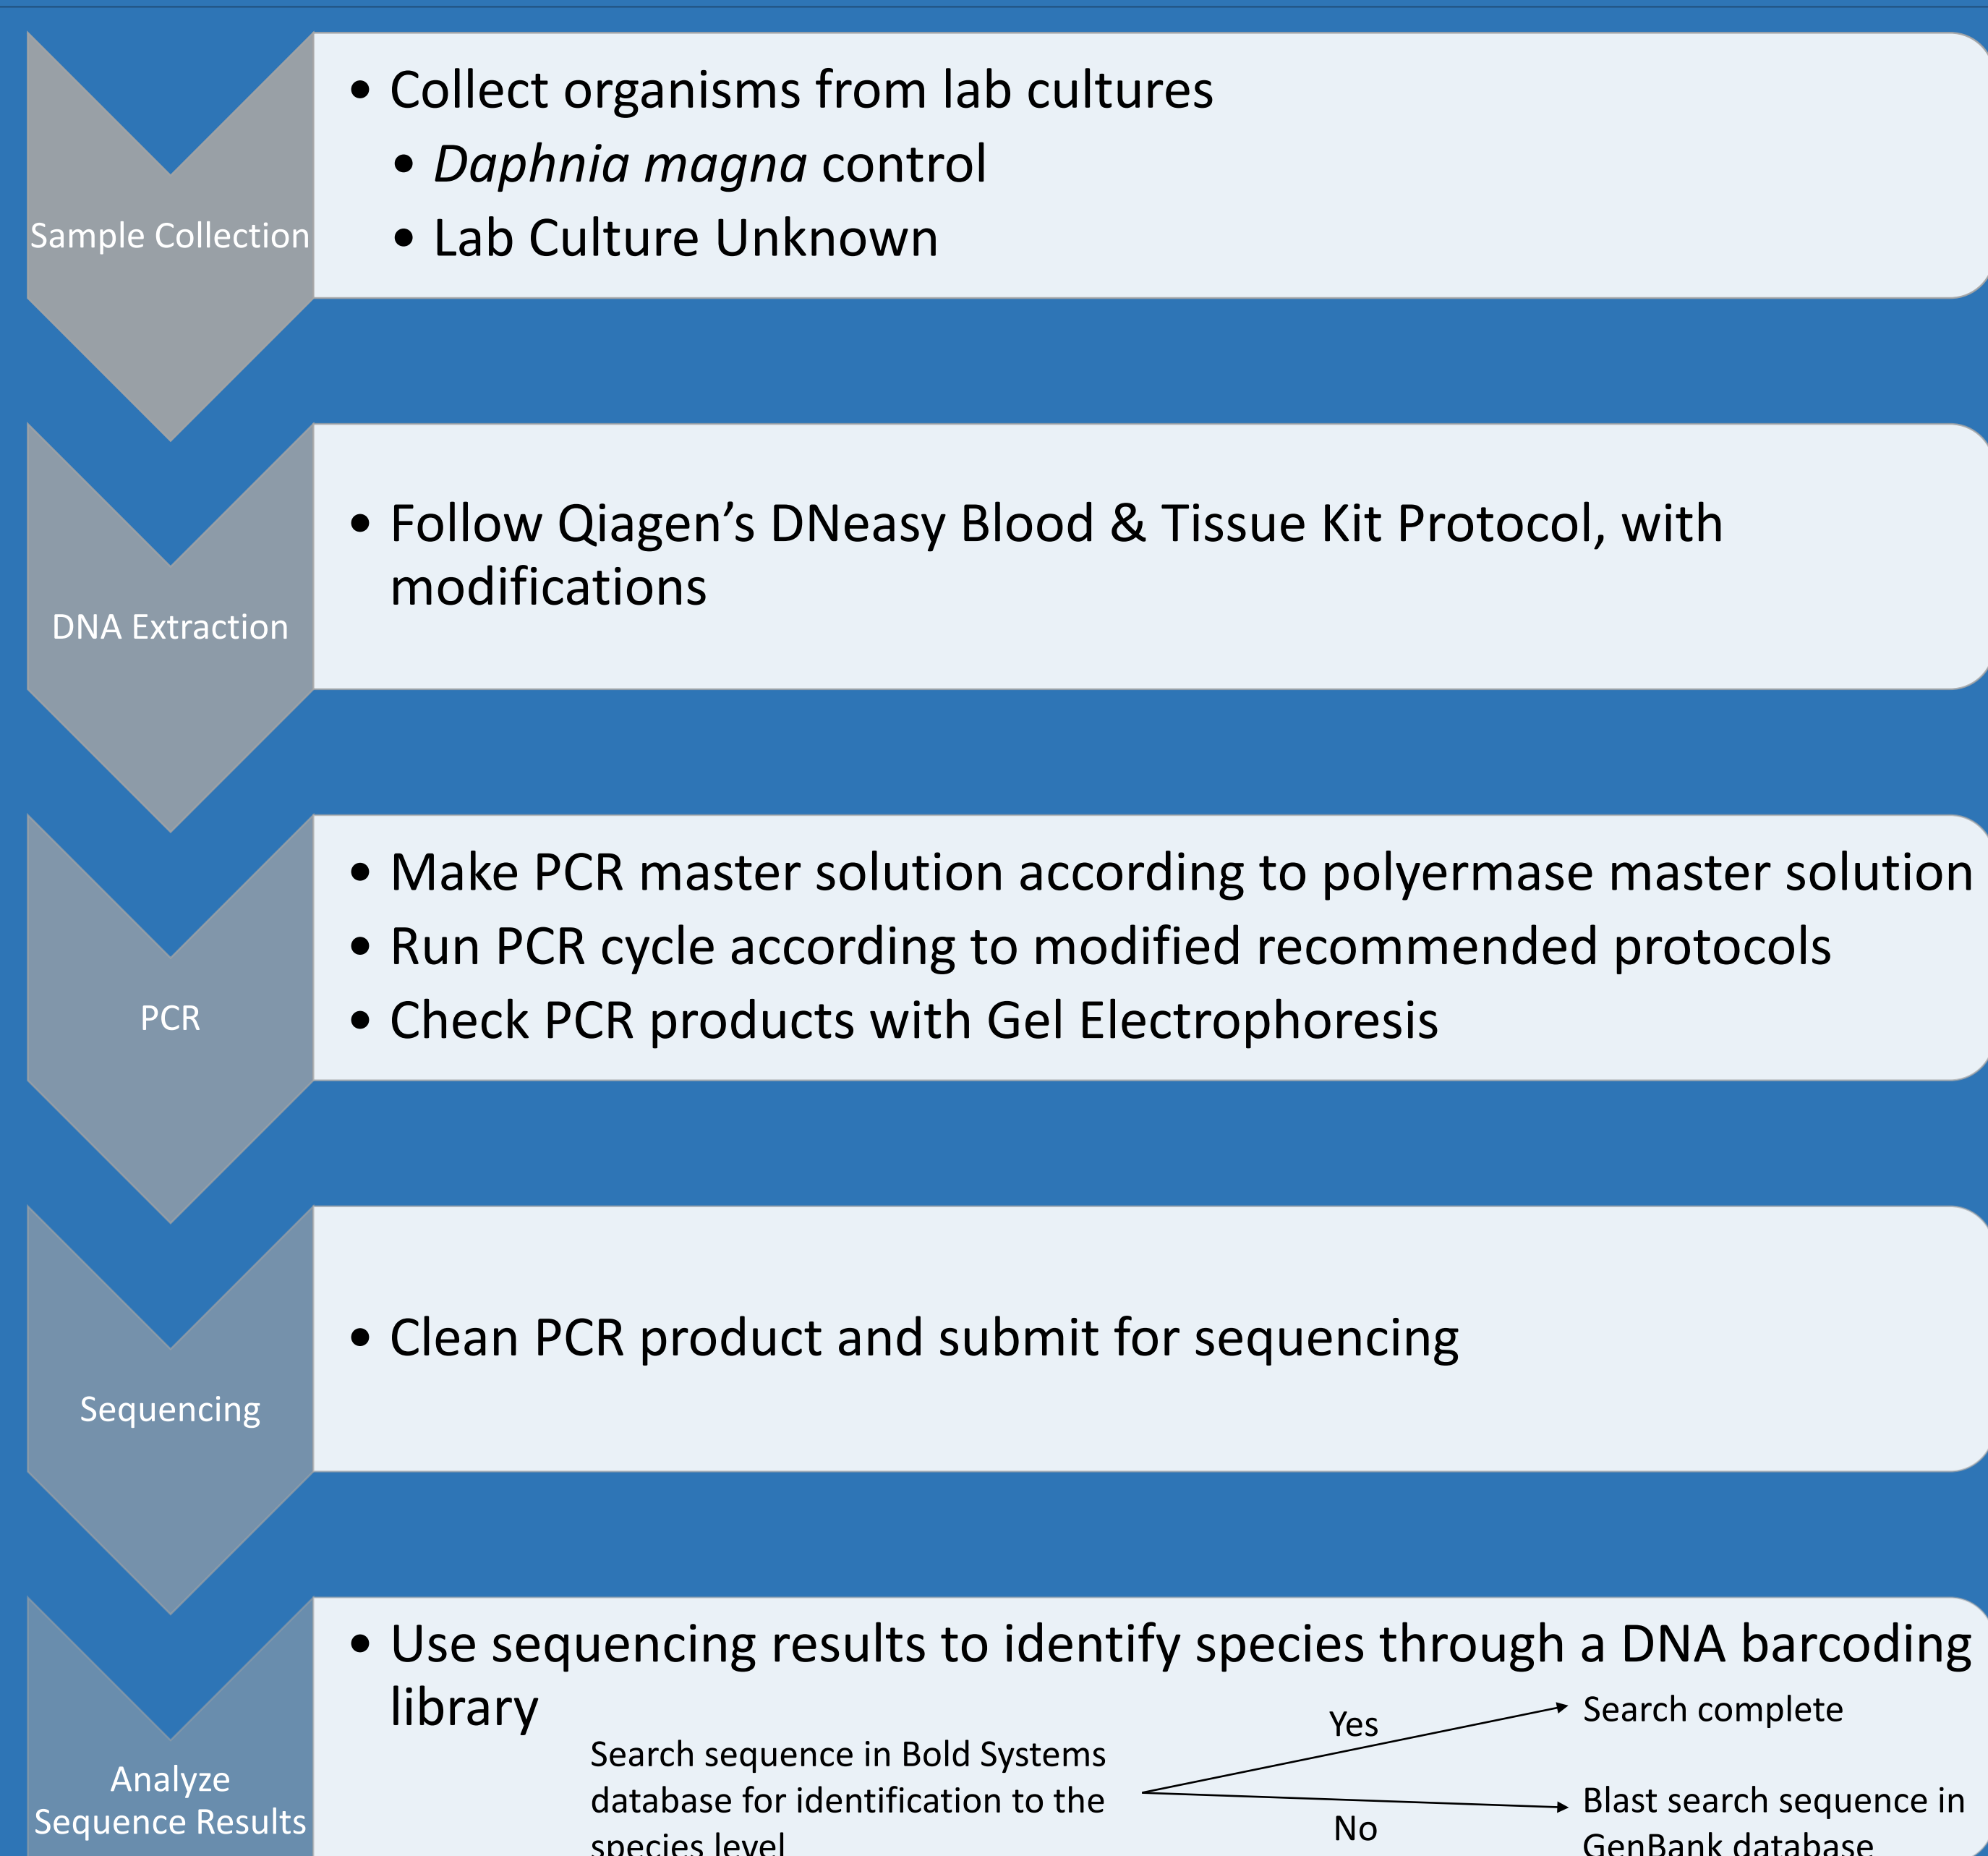 Sample Collection
• Collect organisms from lab cultures
• Daphnia magna control
• Lab Culture Unknown
DNA Extraction
• Follow Qiagen’s DNeasy Blood & Tissue Kit Protocol, with
modifications
PCR
• Make PCR master solution according to polyermase master solution
• Run PCR cycle according to modified recommended protocols
• Check PCR products with Gel Electrophoresis
Sequencing
• Clean PCR product and submit for sequencing
Analyze
Sequence Results
• Use sequencing results to identify species through a DNA barcoding
library
Search sequence in Bold Systems
database for identification to the
species level
Yes
Search complete
No
Blast search sequence in
GenBank database